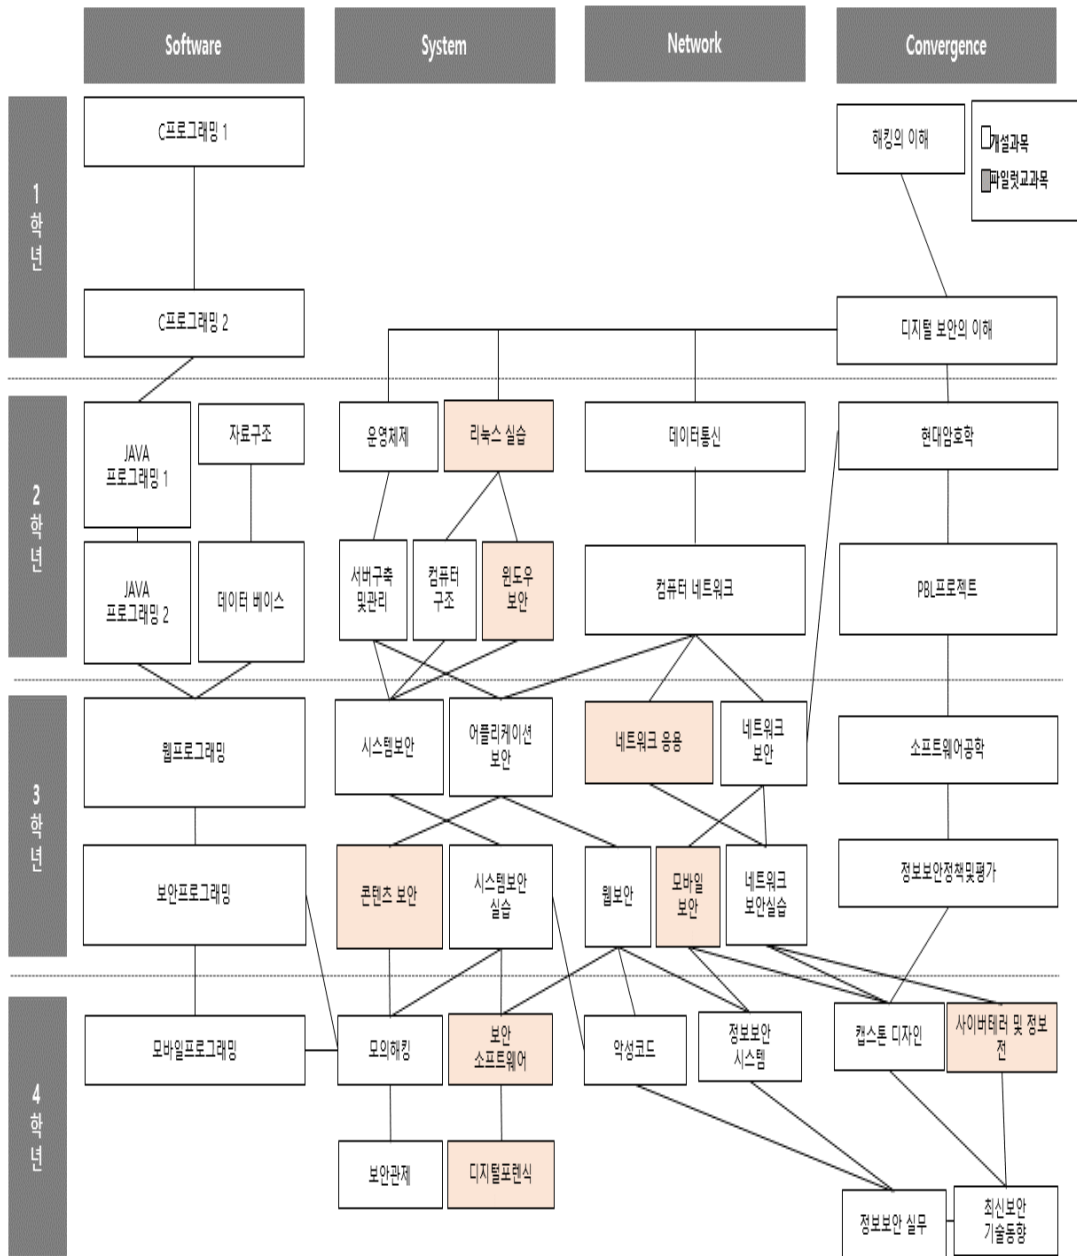 Software
System
Network
Convergence
1
학
년
C프로그래밍 1
해킹의 이해
개설과목
파일럿교과목
C프로그래밍 2
디지털 보안의 이해
2
학
년
JAVA
프로그래밍 1
자료구조
운영체제
리눅스 실습
데이터통신
현대암호학
JAVA
프로그래밍 2
데이터 베이스
서버구축
및관리
컴퓨터
구조
윈도우
보안
컴퓨터 네트워크
PBL프로젝트
3
학
년
웹프로그래밍
시스템보안
어플리케이션
보안
네트워크 응용
네트워크
보안
소프트웨어공학
보안프로그래밍
콘텐츠 보안
시스템보안
실습
웹보안
모바일
보안
네트워크
보안실습
정보보안정책및평가
4
학
년
모바일프로그래밍
모의해킹
보안
소프트웨어
악성코드
정보보안
시스템
캡스톤 디자인
사이버테러 및 정보
전
보안관제
디지털포렌식
정보보안 실무
최신보안
기술동향